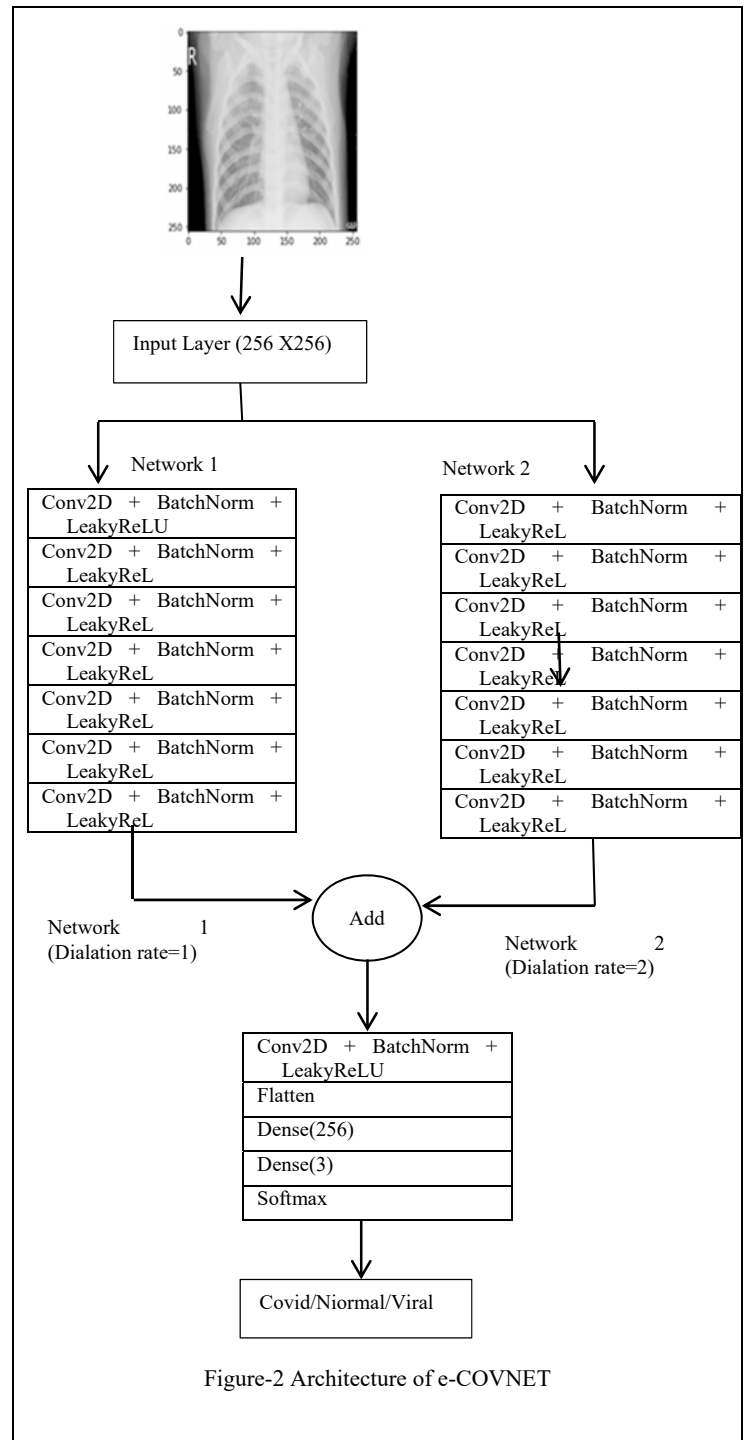 R
0
50
100
150
200
250
0 50 100 150 200 250
Input Layer (256 X256)
Network 1
Network 2
Conv2D + BatchNorm +
LeakyReLU
Conv2D + BatchNorm +
LeakyReL
Conv2D + BatchNorm +
LeakyReL
Conv2D + BatchNorm +
LeakyReL
Conv2D + BatchNorm +
LeakyReL
Conv2D + BatchNorm +
LeakyReL
Conv2D + BatchNorm +
LeakyReL
Conv2D + BatchNorm +
LeakyReL
Conv2D + BatchNorm +
LeakyReL
Conv2D + BatchNorm +
LeakyReL
Conv2D + BatchNorm +
LeakyReL
Conv2D + BatchNorm +
LeakyReL
Conv2D + BatchNorm +
LeakyReL
Conv2D + BatchNorm +
LeakyReL
Add
Network 1
(Dialation rate=1)
Network 2
(Dialation rate=2)
Conv2D + BatchNorm +
LeakyReLU
Flatten
Dense(256)
Dense(3)
Softmax
Covid/Niormal/Viral
Figure-2 Architecture of e-COVNET